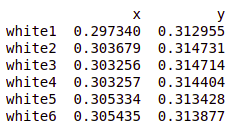 x y
white1 0.297340 0.312955
white2 0.303679 0.314731
white3 0.303256 0.314714
white4 0.303257 0.314404
white5 0.305334 0.313428
white6 0.305435 0.313877